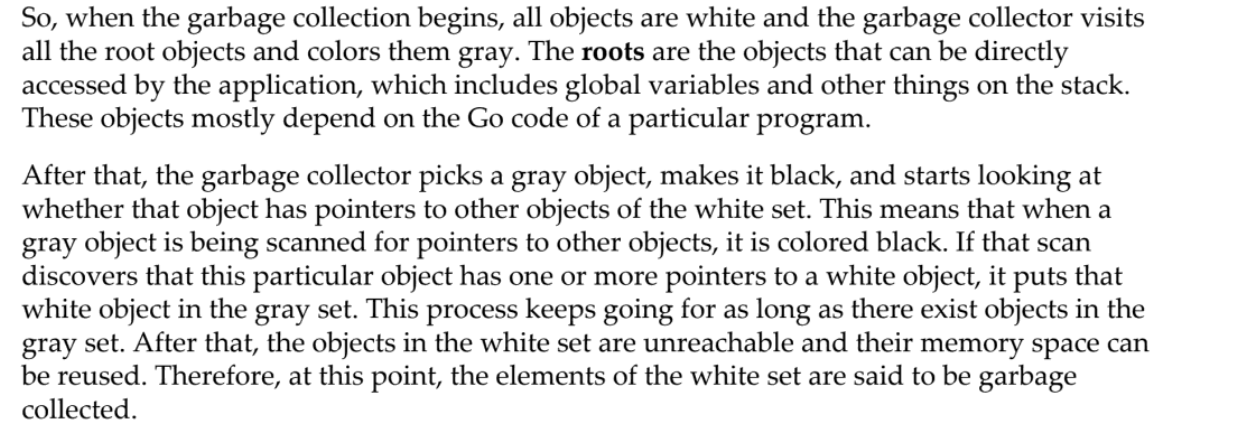 So, when the garbage collection begins, all objects are white and the garbage collector visits
all the root objects and colors them gray. The roots are the objects that can be directly
accessed by the application, which includes global variables and other things on the stack.
These objects mostly depend on the Go code of a particular program.
After that, the garbage collector picks a gray object, makes it black, and starts looking at
whether that object has pointers to other objects of the white set. This means that when a
gray object is being scanned for pointers to other objects, it is colored black. If that scan
discovers that this particular object has one or more pointers to a white object, it puts that
white object in the gray set. This process keeps going for as long as there exist objects in the
gray set. After that, the objects in the white set are unreachable and their memory space can
be reused. Therefore, at this point, the elements of the white set are said to be garbage
collected.